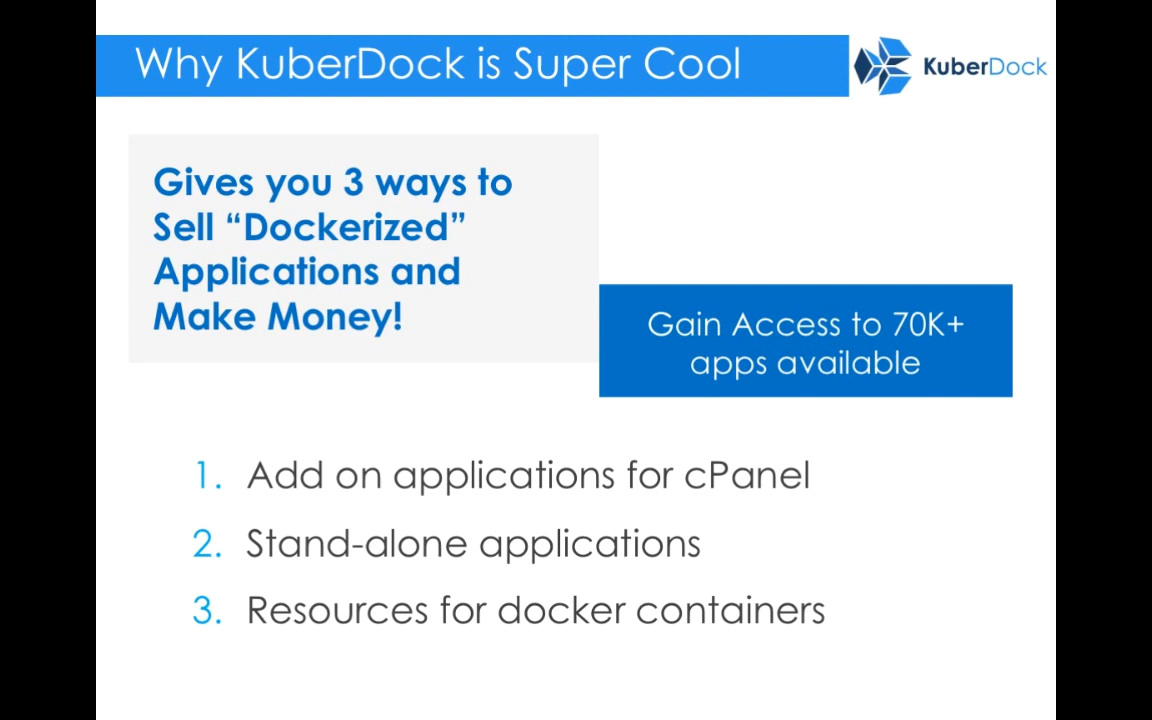 Why KuberDock is Super Cool
KuberDock
Gives you 3 ways to
Sell “Dockerized”
Applications and
Make Money!
Gain Access to 70K+
apps available
1. Add on applications for cPanel
2. Stand-alone applications
3. Resources for docker containers